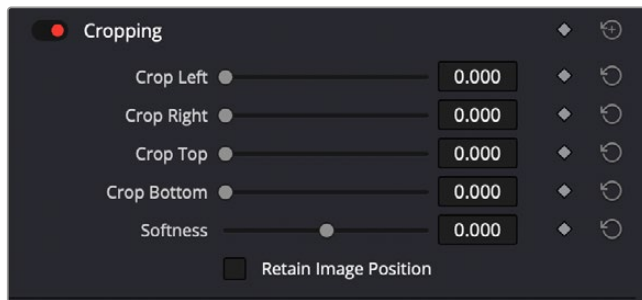 Cropping
Crop Left 0.000
Crop Right 0.000
Crop Top 0.000
Crop Bottom 0.000
Softness 0.000
Retain Image Position